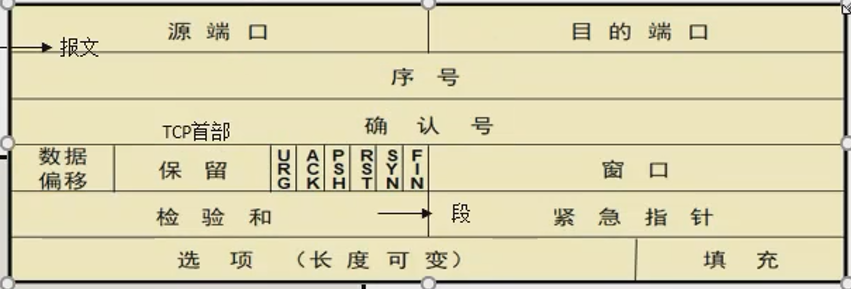 源端口 目的端口
报文
序号
TCP首部 确认号
数据偏移 保留 URG ACK PSH RST SYN FIN 窗口
检验和 段 紧急指针
选项 （长度可变） 填充